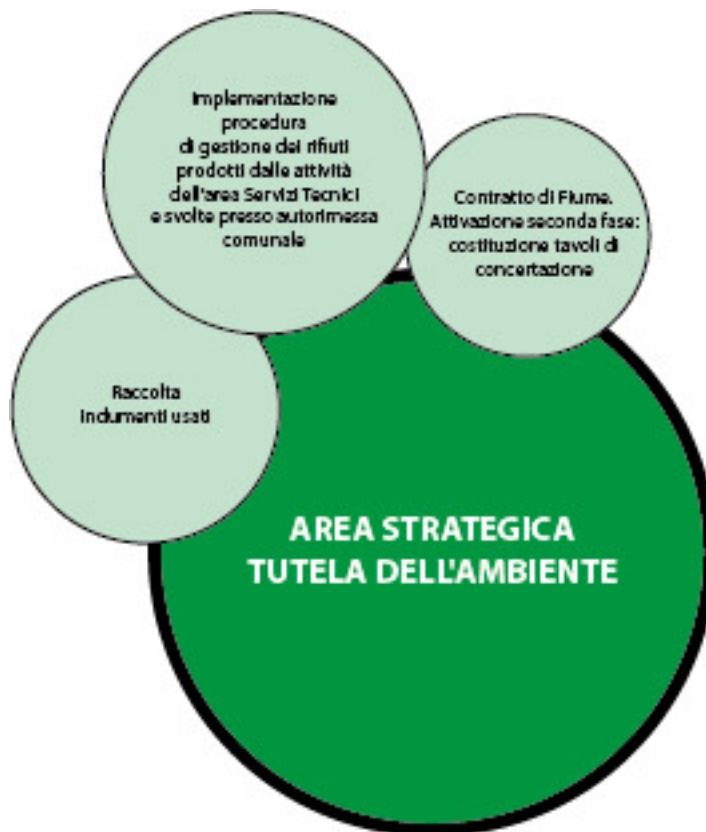 Implementazione
procedura
di gestione dei rifiuti
prodotti dalle attività
dell'area Servizi Tecnici
e svolte presso autorimessa
comunale
Contratto di Fiume.
Attivazione seconda fase:
costituzione tavoli di
concertazione
Raccolta
indumenti usati
AREA STRATEGICA
TUTELA DELL'AMBIENTE